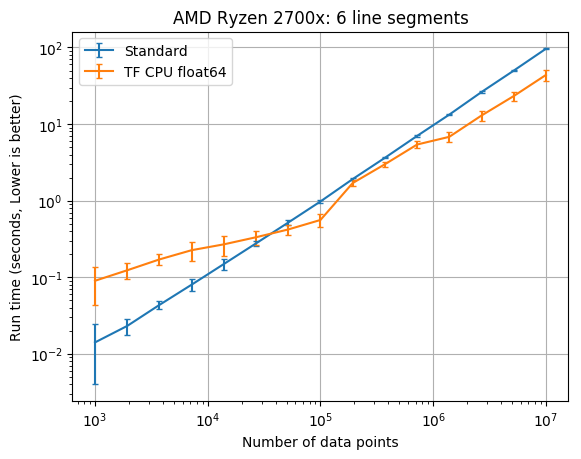 AMD Ryzen 2700x: 6 line segments
Standard
TF CPU float64
Run time (seconds, Lower is better)
10²
10¹
10⁰
10⁻¹
10⁻²
10³
10⁴
10⁵
10⁶
10⁷
Number of data points